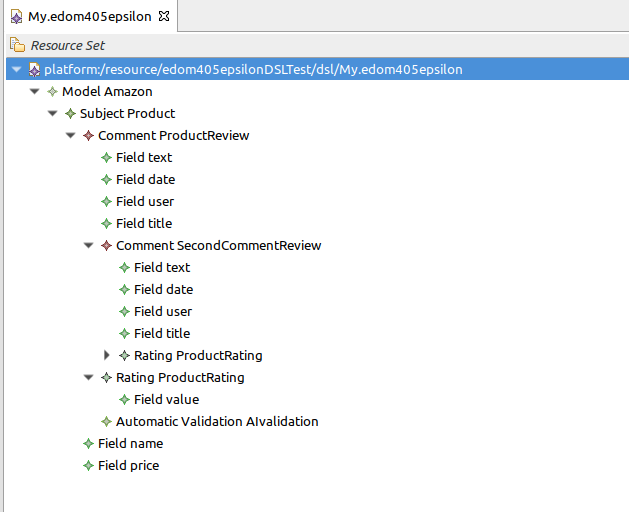 My.edom405epsilon
Resource Set
platform:/resource/edom405epsilonDSLTest/dsl/My.edom405epsilon
Model Amazon
Subject Product
Comment ProductReview
Field text
Field date
Field user
Field title
Comment SecondCommentReview
Field text
Field date
Field user
Field title
Rating ProductRating
Rating ProductRating
Field value
Automatic Validation AIvalidation
Field name
Field price